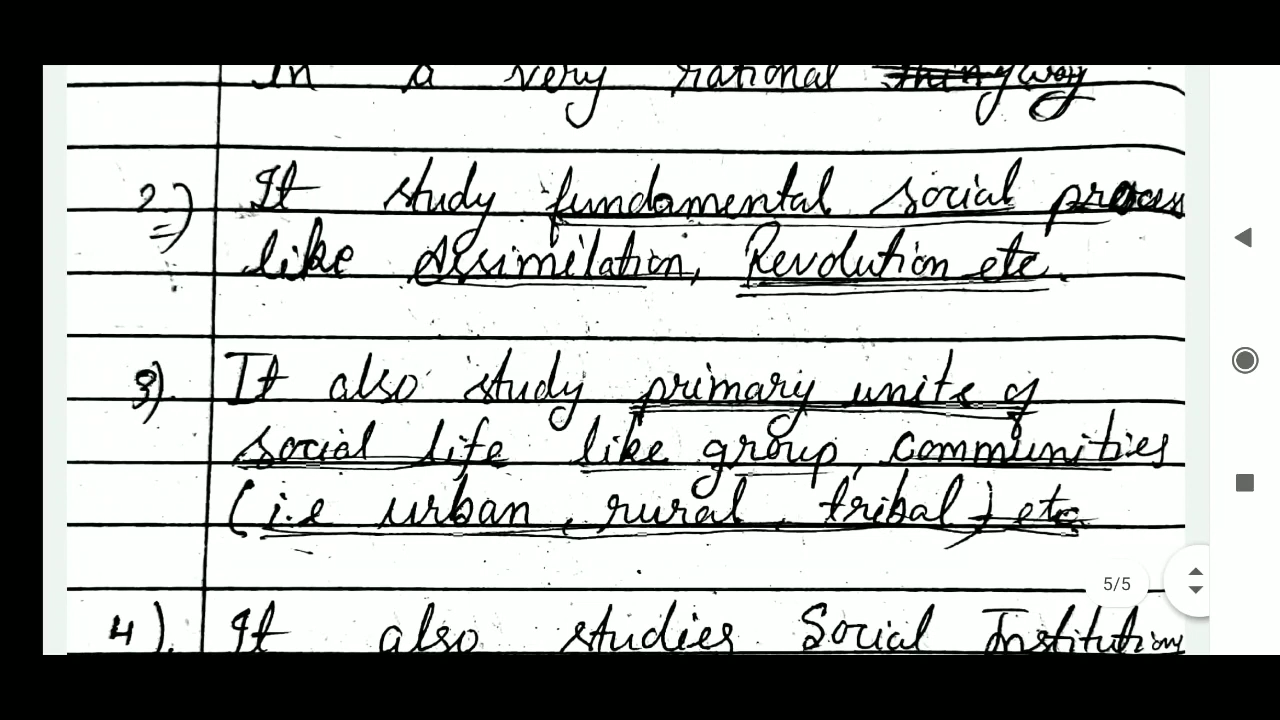 in a very rational way
2) It study fundamental social process
like Assimilation, Revolution etc.
3). It also study primary units of
social life like group, communities
(i.e urban, rural, tribal) etc
5/5
4). It also studies Social Institution